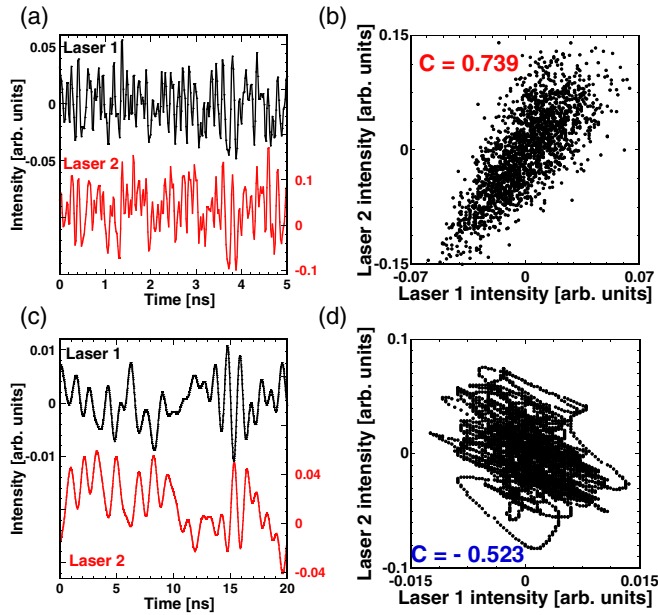 (a)
Intensity [arb. units]
0.05
0
-0.05
Laser 1
Laser 2
0.1
0
-0.1
0 1 2 3 4 5
Time [ns]
(b)
Laser 2 intensity [arb. units]
0.15
0
-0.15
C = 0.739
-0.07 0 0.07
Laser 1 intensity [arb. units]
(c)
Intensity [arb. units]
0.01
0
-0.01
Laser 1
Laser 2
0.04
0
-0.04
0 5 10 15 20
Time [ns]
(d)
Laser 2 intensity [arb. units]
0.1
0
-0.1
C = - 0.523
-0.015 0 0.015
Laser 1 intensity [arb. units]